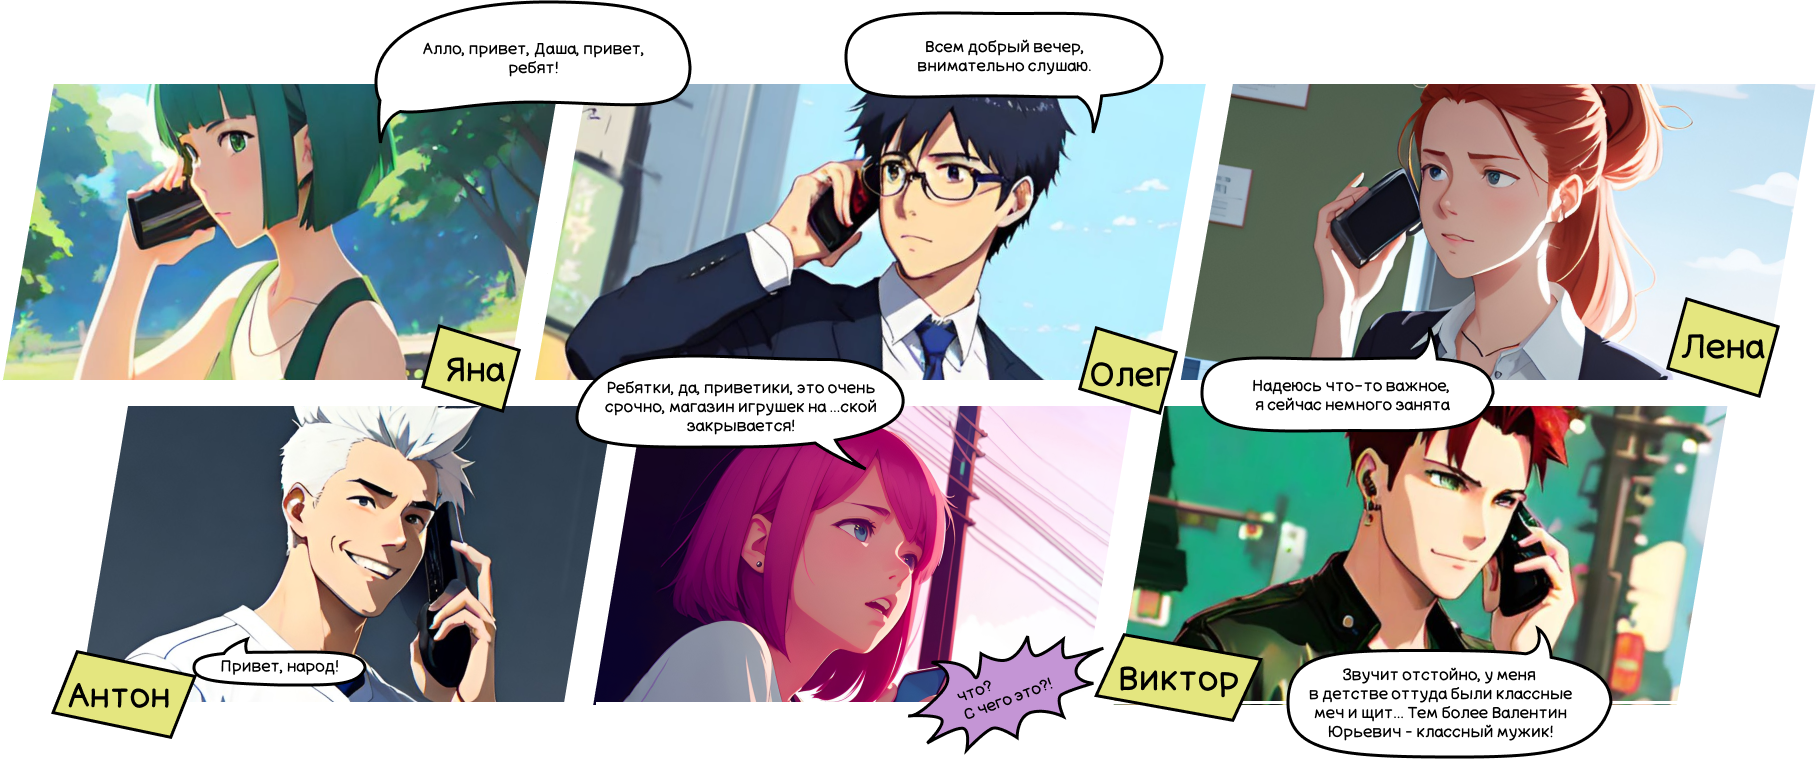 Алло, привет, Даша, привет,
ребят!
Всем добрый вечер,
внимательно слушаю.
Яна
Олег
Лена
Надеюсь что-то важное,
я сейчас немного занята
Ребятки, да, приветики, это очень
срочно, магазин игрушек на ...ской
закрывается!
Привет, народ!
Антон
что?
С чего это?!
Виктор
Звучит отстойно, у меня
в детстве оттуда были классные
меч и щит... Тем более Валентин
Юрьевич - классный мужик!